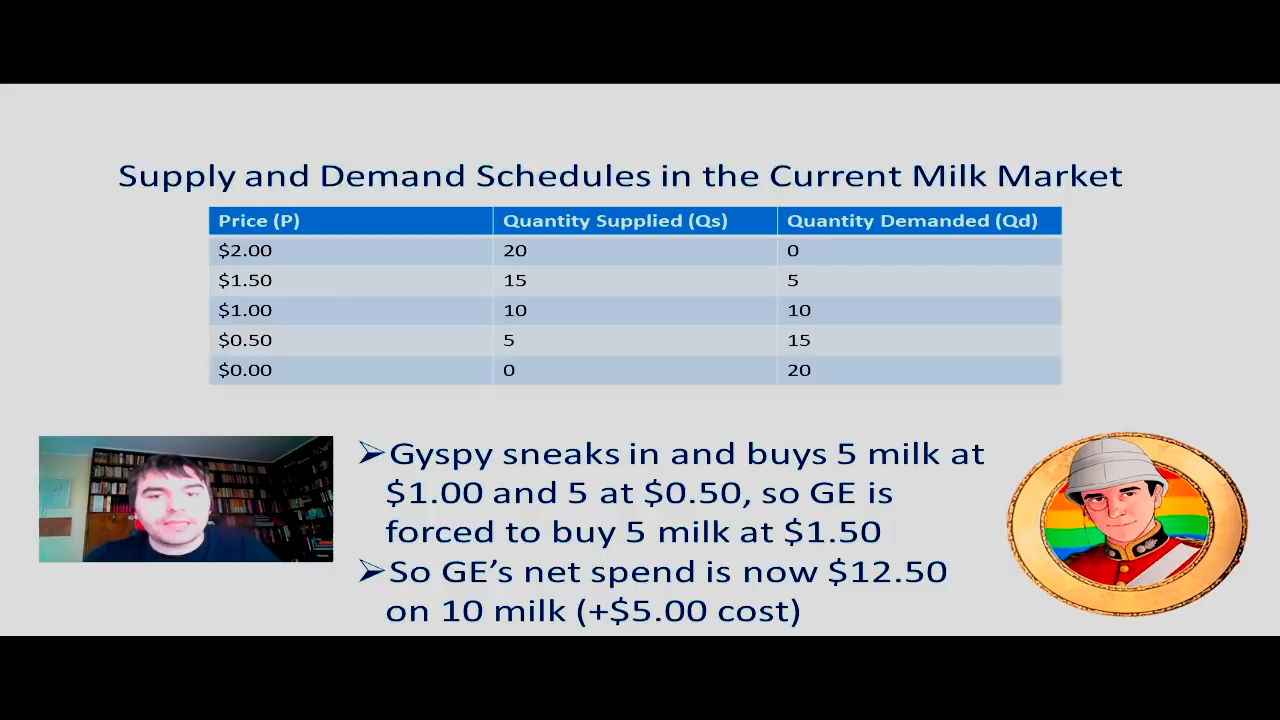 Supply and Demand Schedules in the Current Milk Market
Price (P) Quantity Supplied (Qs) Quantity Demanded (Qd)
$2.00 20 0
$1.50 15 5
$1.00 10 10
$0.50 5 15
$0.00 0 20
➢Gyspy sneaks in and buys 5 milk at
$1.00 and 5 at $0.50, so GE is
forced to buy 5 milk at $1.50
➢So GE’s net spend is now $12.50
on 10 milk (+$5.00 cost)